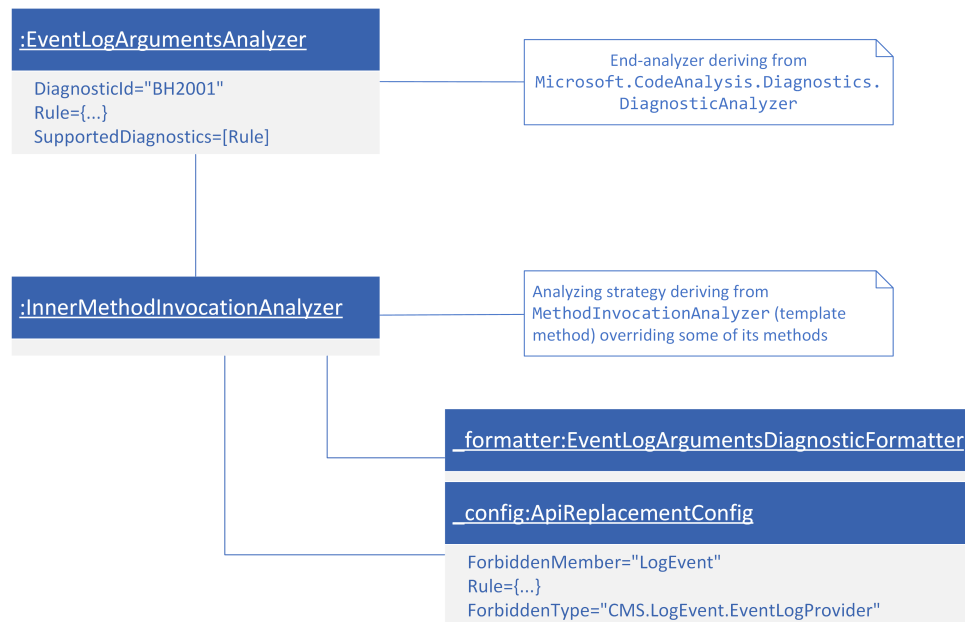 :EventLogArgumentsAnalyzer
DiagnosticId="BH2001"
Rule={...}
SupportedDiagnostics=[Rule]
End-analyzer deriving from
Microsoft.CodeAnalysis.Diagnostics.
DiagnosticAnalyzer
:InnerMethodInvocationAnalyzer
Analyzing strategy deriving from
MethodInvocationAnalyzer (template
method) overriding some of its methods
_formatter:EventLogArgumentsDiagnosticFormatter
_config:ApiReplacementConfig
ForbiddenMember="LogEvent"
Rule={...}
ForbiddenType="CMS.LogEvent.EventLogProvider"